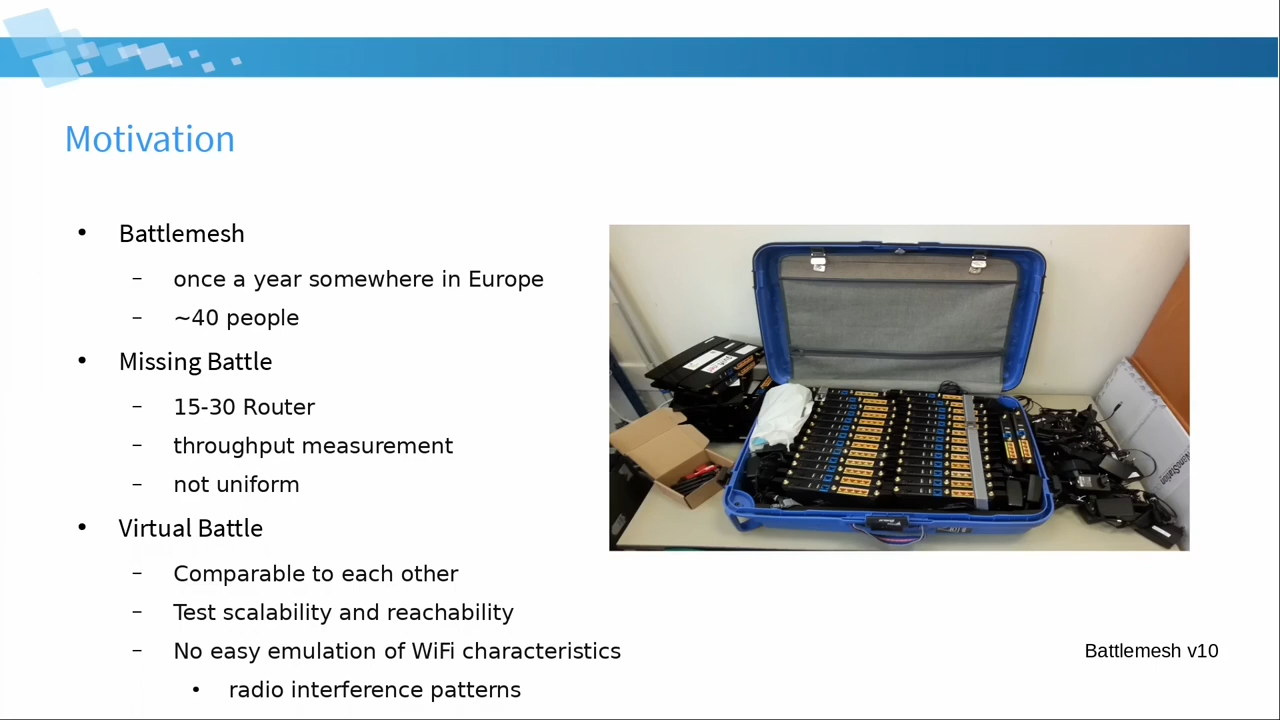 Motivation
• Battlemesh
– once a year somewhere in Europe
– ~40 people
• Missing Battle
– 15-30 Router
– throughput measurement
– not uniform
• Virtual Battle
– Comparable to each other
– Test scalability and reachability
– No easy emulation of WiFi characteristics
• radio interference patterns
NanoStation
Battlemesh v10